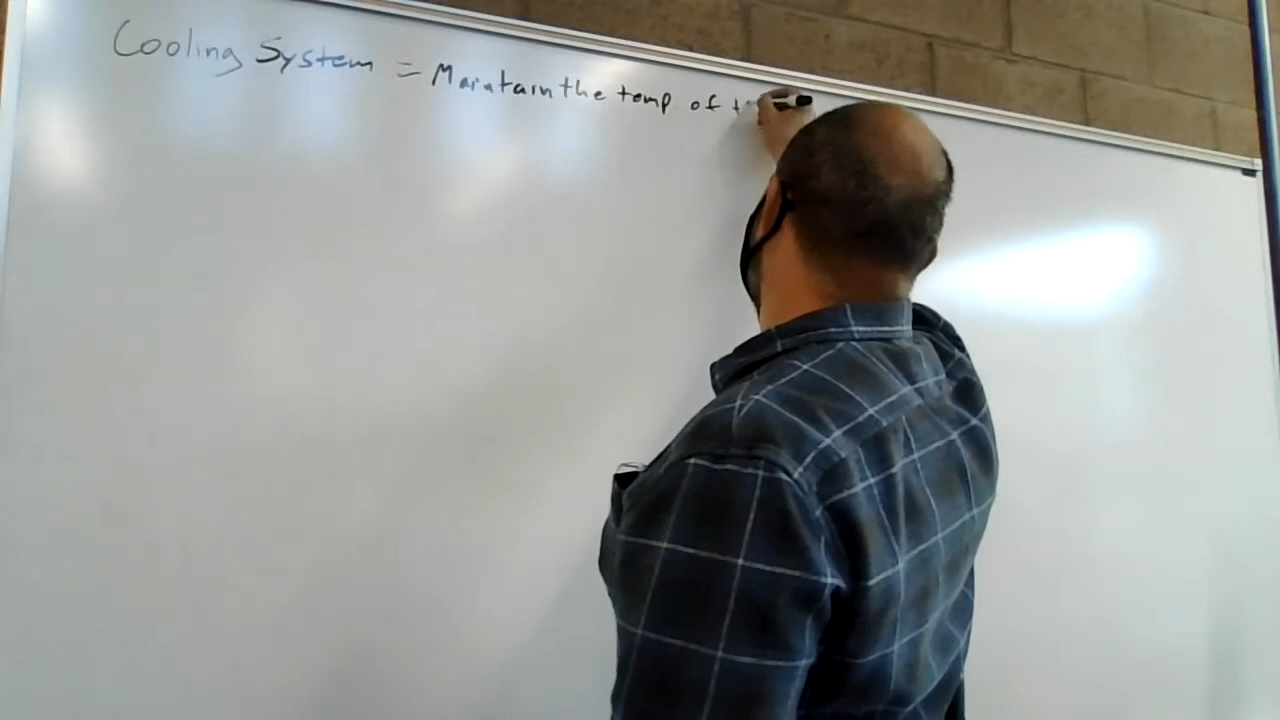 Cooling System = Maintain the temp of